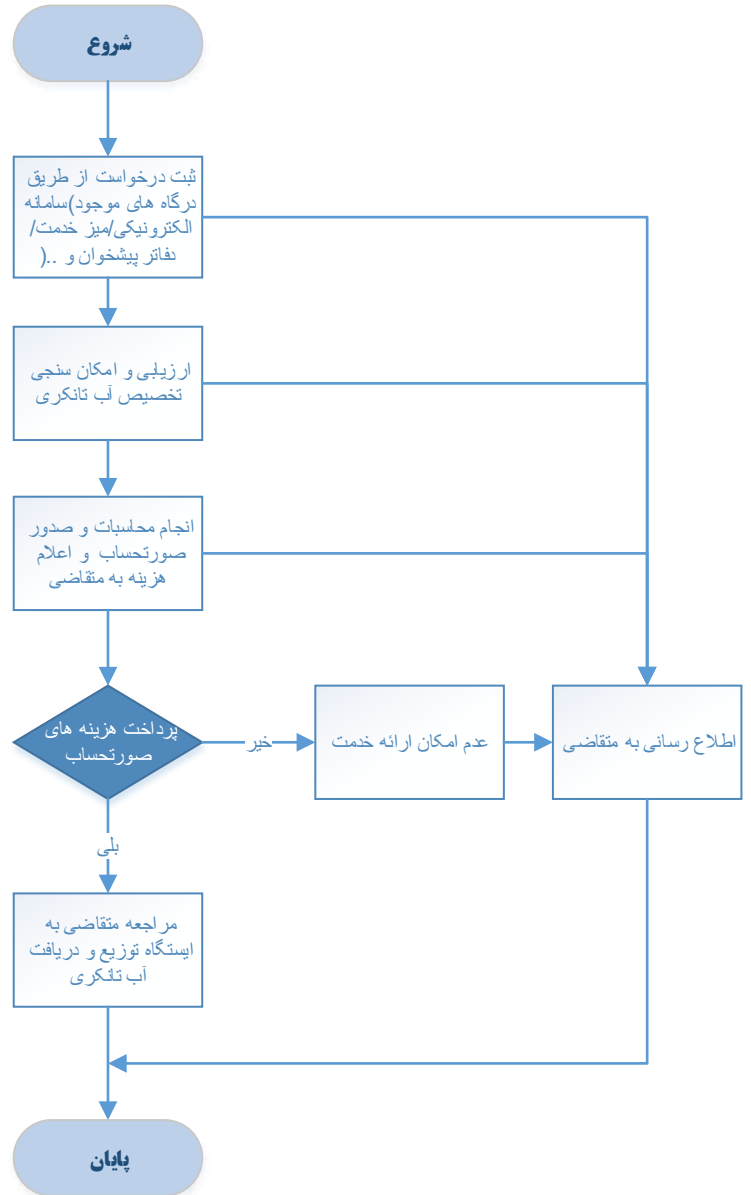 شروع
ثبت درخواست از طریق
درگاه های موجود)سامانه
الکترونیکی/میز خدمت/
دفاتر پیشخوان و ..(
ارزیابی و امکان سنجی
تخصیص آب تانکری
انجام محاسبات و صدور
صورتحساب و اعلام
هزینه به متقاضی
پرداخت هزینه های
صورتحساب
خیر
عدم امکان ارائه خدمت
اطلاع رسانی به متقاضی
بلی
مراجعه متقاضی به
ایستگاه توزیع و دریافت
آب تانکری
پایان